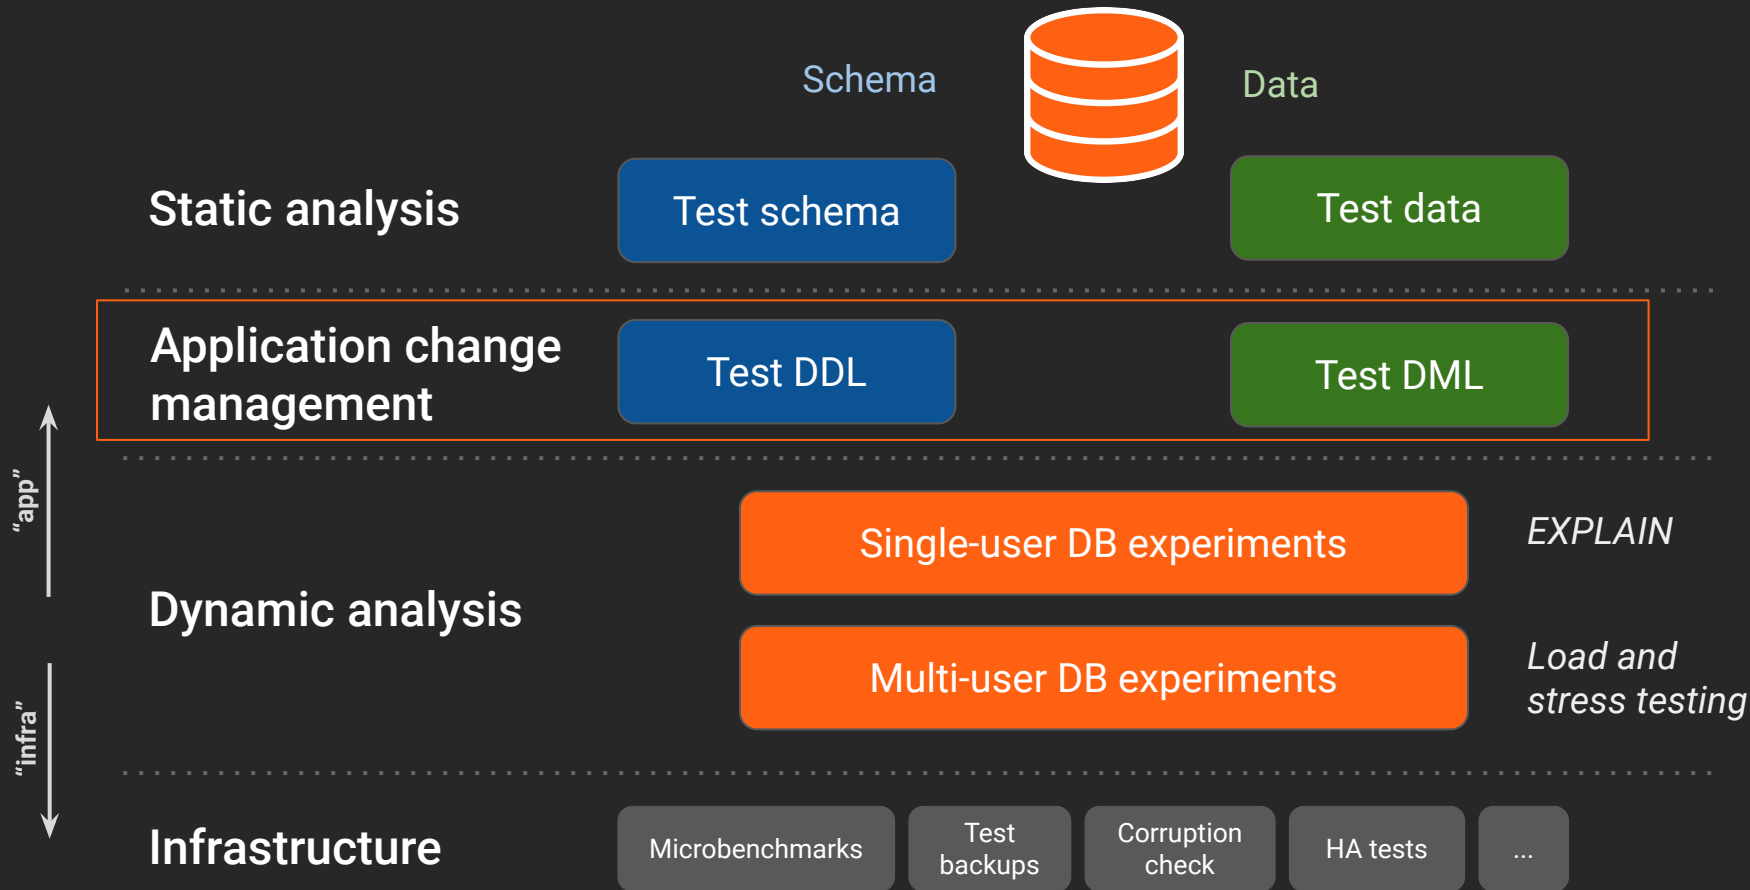 Schema
Data
Static analysis
Test schema
Test data
Application change
management
Test DDL
Test DML
“app”
Single-user DB experiments
EXPLAIN
Dynamic analysis
Multi-user DB experiments
Load and
stress testing
“infra”
Infrastructure
Microbenchmarks
Test
backups
Corruption
check
HA tests
...